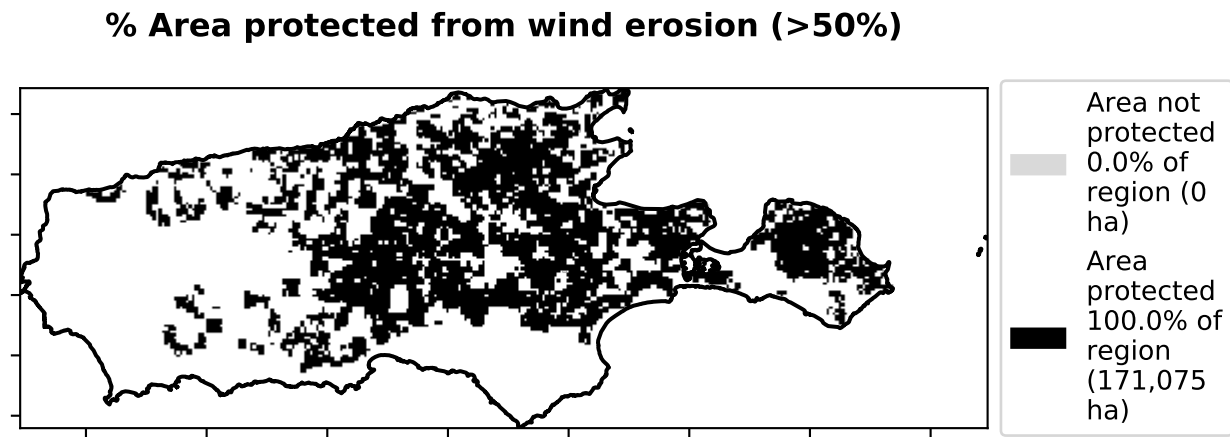 % Area protected from wind erosion (>50%)
Area not
protected
0.0% of
region (0
ha)
Area
protected
100.0% of
region
(171,075
ha)